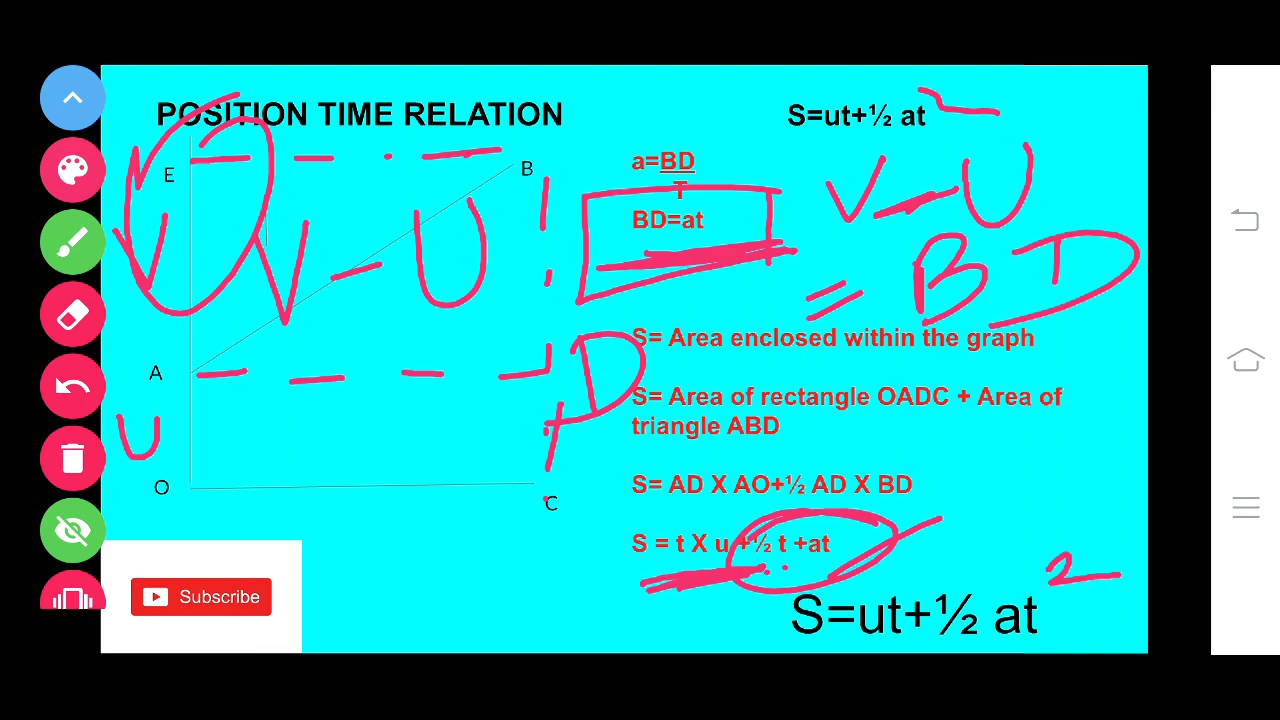 POSITION TIME RELATION
S=ut+½ at
E
B
V
V-U
a=BD
T
BD=at
V-U
= BD
S= Area enclosed within the graph
A
D
S= Area of rectangle OADC + Area of
triangle ABD
U
S= AD X AO+½ AD X BD
O
C
S = t X u +½ t +at
2
S=ut+½ at
Subscribe